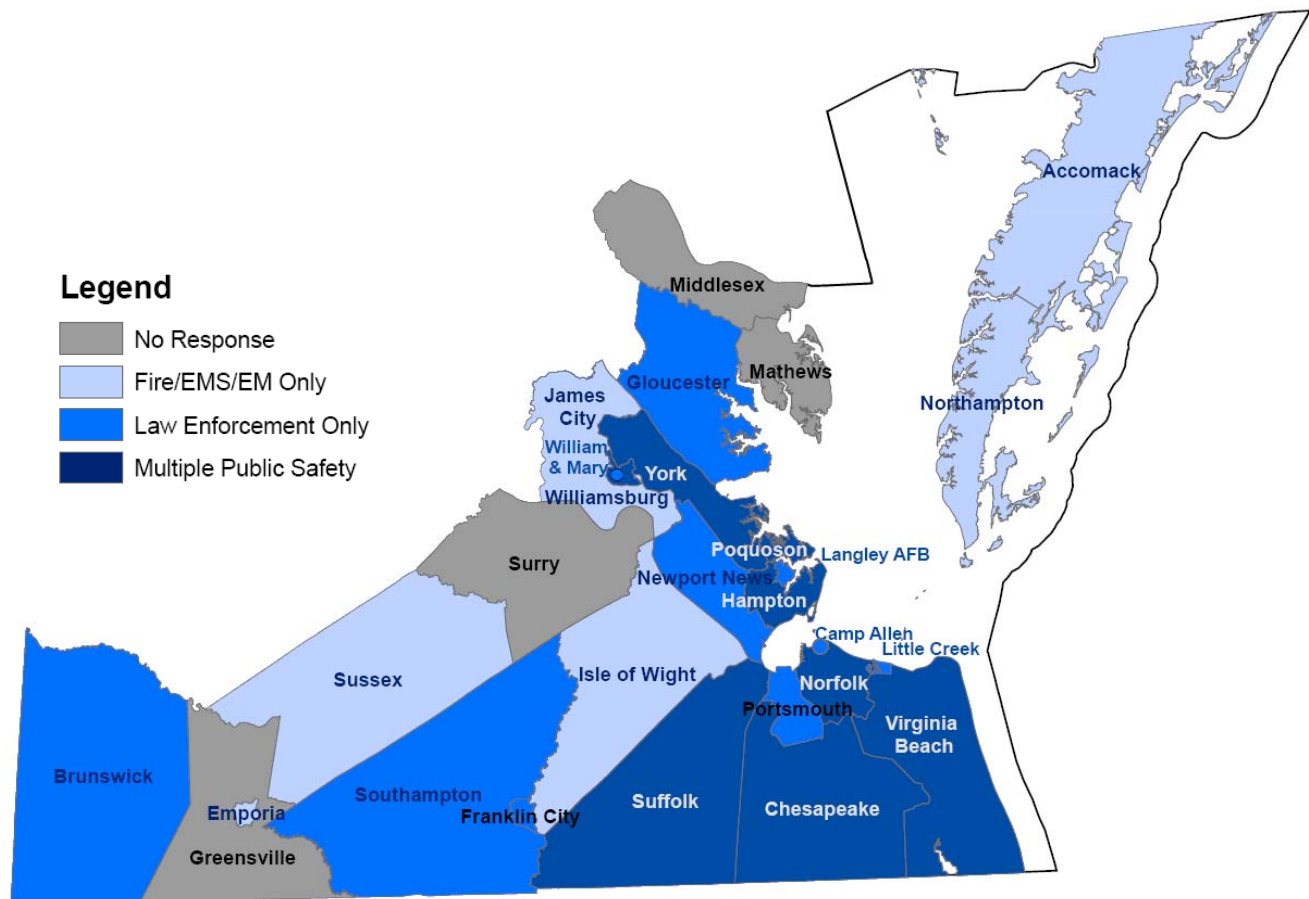 Legend
No Response
Fire/EMS/EM Only
Law Enforcement Only
Multiple Public Safety
Accomack
Middlesex
Mathews
Gloucester
James
City
Northampton
William
& Mary
York
Williamsburg
Poquoson
Langley AFB
Surry
Newport News
Hampton
Camp Allen
Little Creek
Sussex
Isle of Wight
Norfolk
Portsmouth
Virginia
Beach
Brunswick
Southampton
Suffolk
Chesapeake
Emporia
Franklin City
Greensville